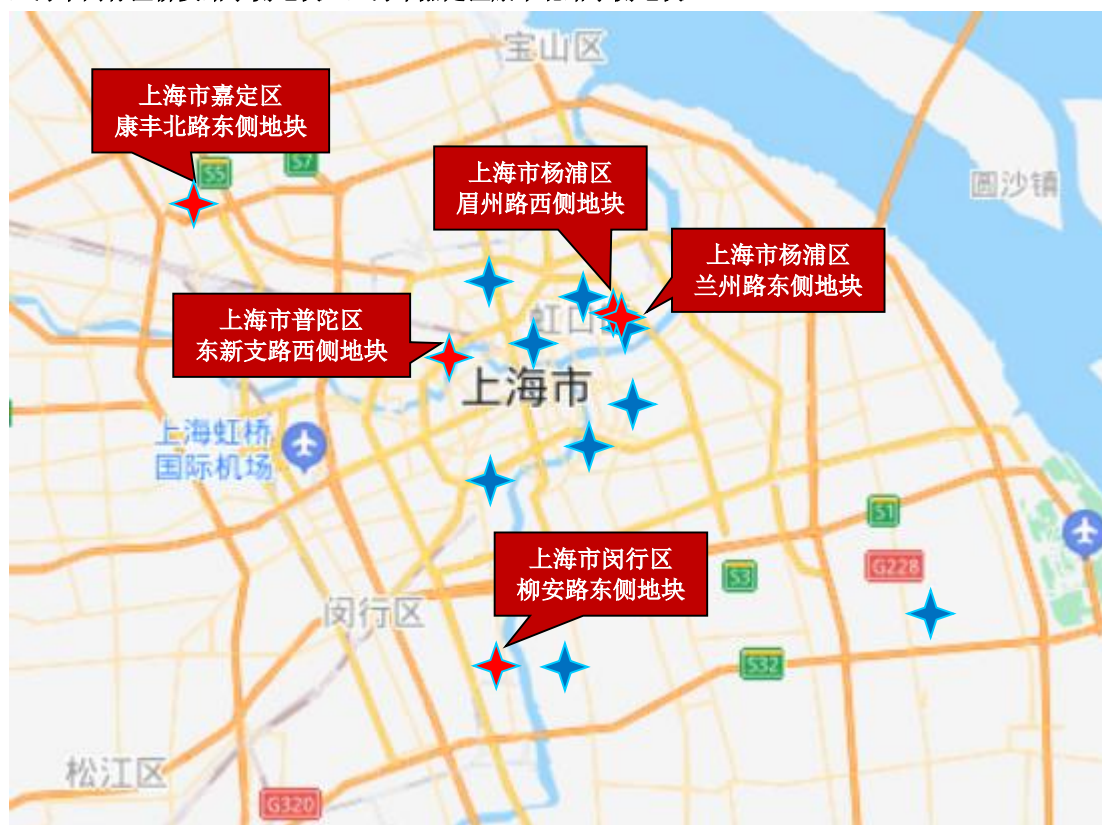 宝山区
上海市嘉定区
康丰北路东侧地块
S5
S7
上海市杨浦区
眉州路西侧地块
圆沙镇
上海市杨浦区
兰州路东侧地块
上海市普陀区
东新支路西侧地块
虹口
上海市
上海虹桥
国际机场
S1
上海市闵行区
柳安路东侧地块
G228
S3
闵行区
S32
松江区
G320